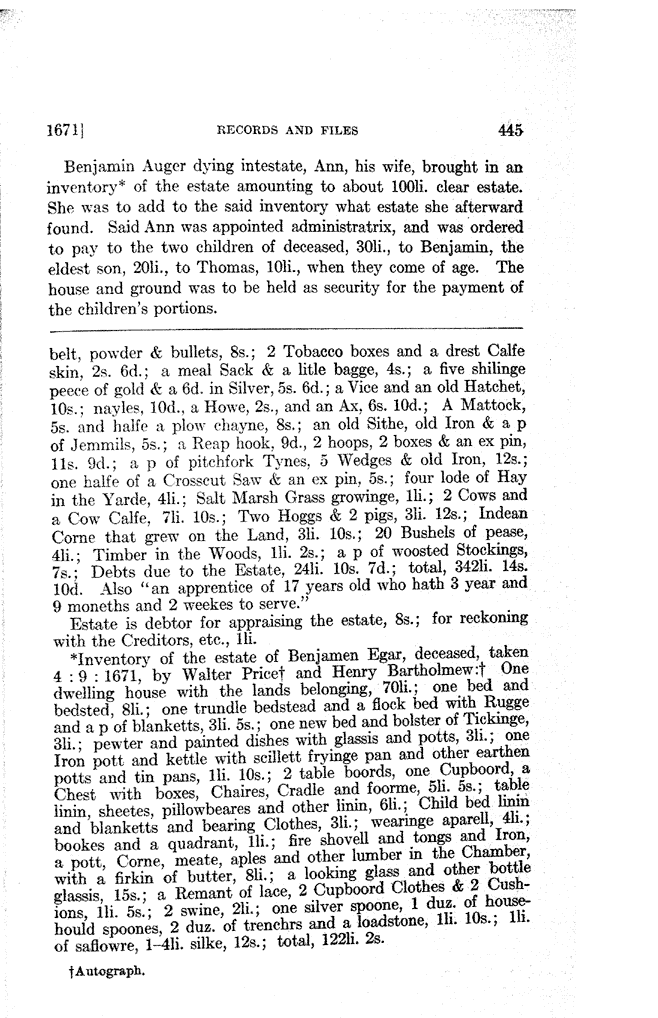 1671] RECORDS AND FILES 445
Benjamin Auger dying intestate, Ann, his wife, brought in an
inventory* of the estate amounting to about 100li. clear estate.
She was to add to the said inventory what estate she afterward
found. Said Ann was appointed administratrix, and was ordered
to pay to the two children of deceased, 30li., to Benjamin, the
eldest son, 20li., to Thomas, 10li., when they come of age. The
house and ground was to be held as security for the payment of
the children's portions.
belt, powder & bullets, 8s.; 2 Tobacco boxes and a drest Calfe
skin, 2s. 6d.; a meal Sack & a litle bagge, 4s.; a five shilinge
peece of gold & a 6d. in Silver, 5s. 6d.; a Vice and an old Hatchet,
10s.; nayles, 10d., a Howe, 2s., and an Ax, 6s. 10d.; A Mattock,
5s. and halfe a plow chayne, 8s.; an old Sithe, old Iron & a p
of Jemmils, 5s.; a Reap hook, 9d., 2 hoops, 2 boxes & an ex pin,
11s. 9d.; a p of pitchfork Tynes, 5 Wedges & old Iron, 12s.;
one halfe of a Crosscut Saw & an ex pin, 5s.; four lode of Hay
in the Yarde, 4li.; Salt Marsh Grass growinge, 1li.; 2 Cows and
a Cow Calfe, 7li. 10s.; Two Hoggs & 2 pigs, 3li. 12s.; Indean
Corne that grew on the Land, 3li. 10s.; 20 Bushels of pease,
4li.; Timber in the Woods, 1li. 2s.; a p of woosted Stockings,
7s.; Debts due to the Estate, 24li. 10s. 7d.; total, 342li. 14s.
10d. Also "an apprentice of 17 years old who hath 3 year and
9 moneths and 2 weekes to serve."
Estate is debtor for appraising the estate, 8s.; for reckoning
with the Creditors, etc., 1li.
*Inventory of the estate of Benjamen Egar, deceased, taken
4 : 9 : 1671, by Walter Price† and Henry Bartholmew:† One
dwelling house with the lands belonging, 70li.; one bed and
bedsted, 8li.; one trundle bedstead and a flock bed with Rugge
and a p of blanketts, 3li. 5s.; one new bed and bolster of Tickinge,
3li.; pewter and painted dishes with glassis and potts, 3li.; one
Iron pott and kettle with scillett fryinge pan and other earthen
potts and tin pans, 1li. 10s.; 2 table boords, one Cupboord, a
Chest with boxes, Chaires, Cradle and foorme, 5li. 5s.; table
linin, sheetes, pillowbeares and other linin, 6li.; Child bed linin
and blanketts and bearing Clothes, 3li.; wearinge aparell, 4li.;
bookes and a quadrant, 1li.; fire shovell and tongs and Iron,
a pott, Corne, meate, aples and other lumber in the Chamber,
with a firkin of butter, 8li.; a looking glass and other bottle
glassis, 15s.; a Remant of lace, 2 Cupboord Clothes & 2 Cush-
ions, 1li. 5s.; 2 swine, 2li.; one silver spoone, 1 duz. of house-
hould spoones, 2 duz. of trenchrs and a loadstone, 1li. 10s.; 1li.
of saflowre, 1-4li. silke, 12s.; total, 122li. 2s.
†Autograph.